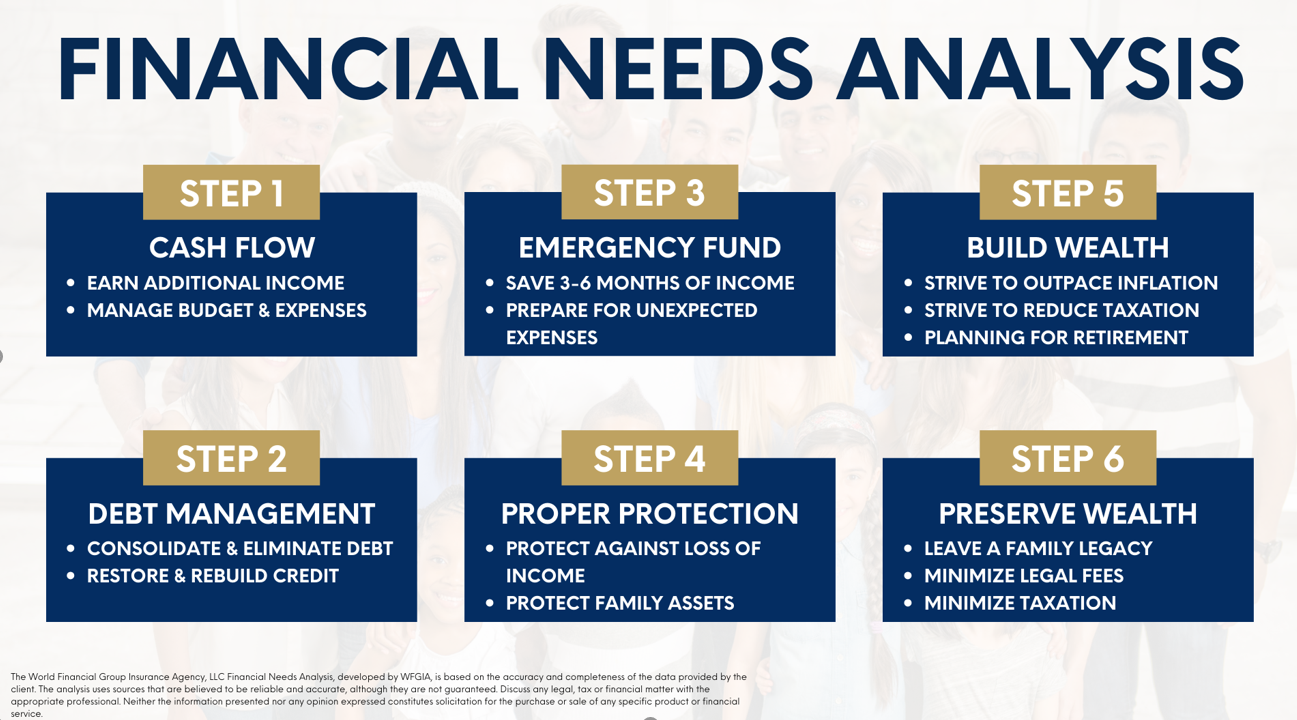 FINANCIAL NEEDS ANALYSIS
STEP 1
CASH FLOW
• EARN ADDITIONAL INCOME
• MANAGE BUDGET & EXPENSES
STEP 2
DEBT MANAGEMENT
• CONSOLIDATE & ELIMINATE DEBT
• RESTORE & REBUILD CREDIT
STEP 3
EMERGENCY FUND
• SAVE 3-6 MONTHS OF INCOME
• PREPARE FOR UNEXPECTED
EXPENSES
STEP 4
PROPER PROTECTION
• PROTECT AGAINST LOSS OF
INCOME
• PROTECT FAMILY ASSETS
STEP 5
BUILD WEALTH
• STRIVE TO OUTPACE INFLATION
• STRIVE TO REDUCE TAXATION
• PLANNING FOR RETIREMENT
STEP 6
PRESERVE WEALTH
• LEAVE A FAMILY LEGACY
• MINIMIZE LEGAL FEES
• MINIMIZE TAXATION
The World Financial Group Insurance Agency, LLC Financial Needs Analysis, developed by WFGIA, is based on the accuracy and completeness of the data provided by the
client. The analysis uses sources that are believed to be reliable and accurate, although they are not guaranteed. Discuss any legal, tax or financial matter with the
appropriate professional. Neither the information presented nor any opinion expressed constitutes solicitation for the purchase or sale of any specific product or financial
service.